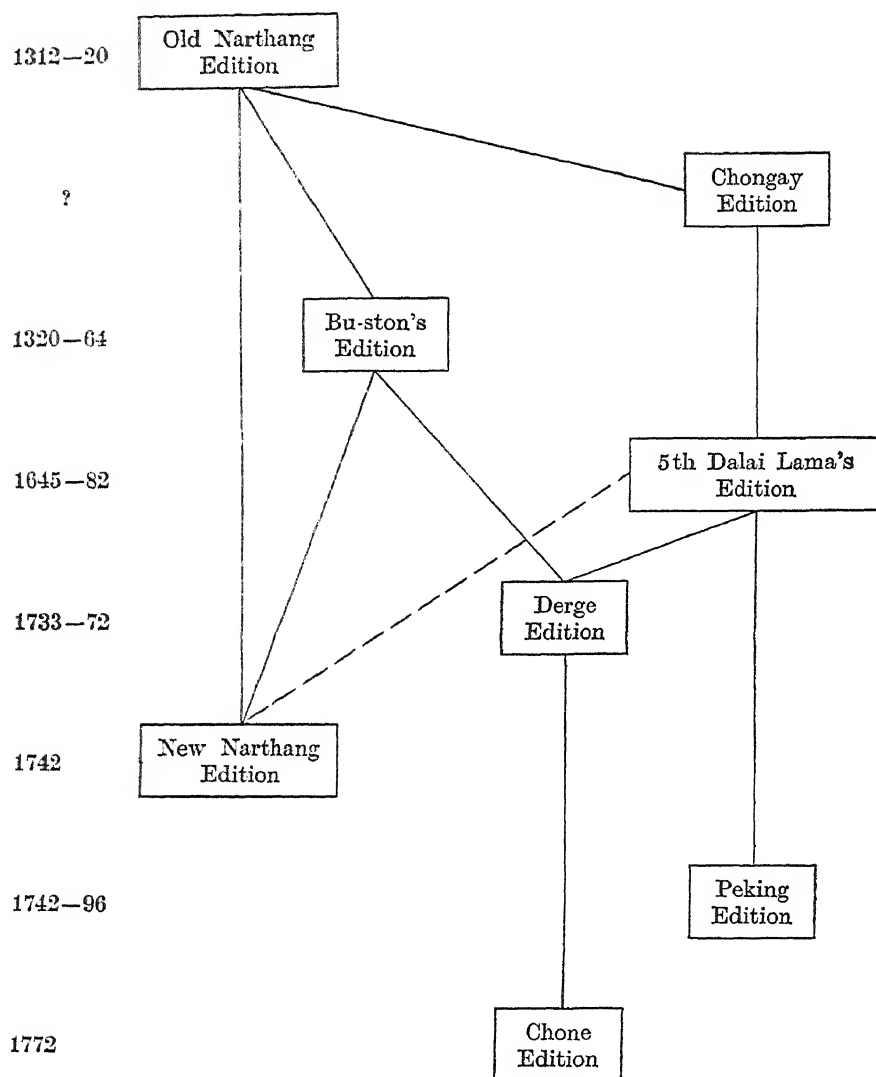 1312—20
Old Narthang
Edition
?
Chongay
Edition
1320—64
Bu-ston's
Edition
1645—82
5th Dalai Lama's
Edition
1733—72
Derge
Edition
1742
New Narthang
Edition
1742—96
Peking
Edition
1772
Chone
Edition